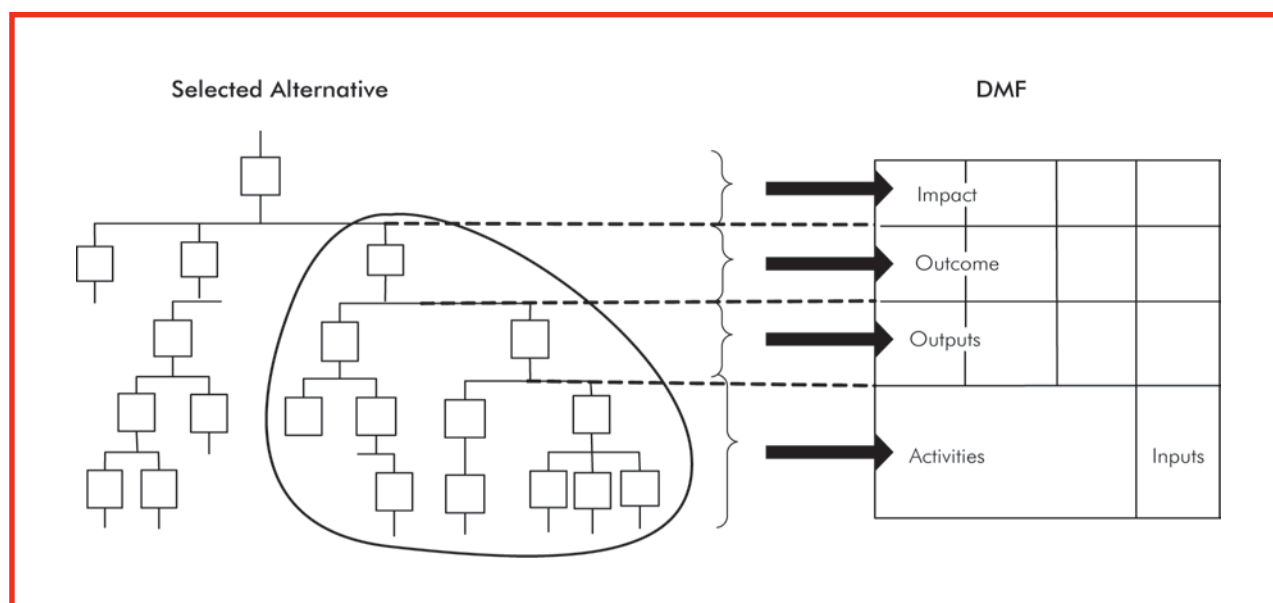 Selected Alternative
DMF
Impact
Outcome
Outputs
Activities
Inputs